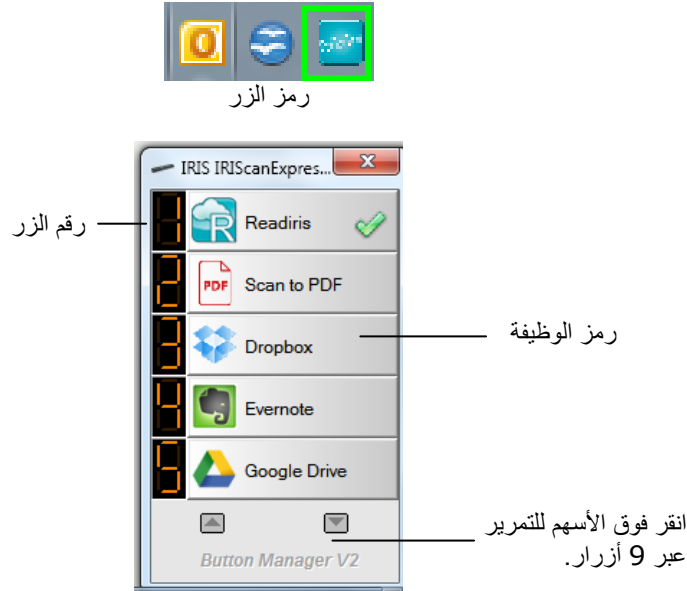 رمز الزر
IRIS IRIScanExpres...
1 Readiris
رقم الزر
2 PDF Scan to PDF
3 Dropbox
رمز الوظيفة
4 Evernote
5 Google Drive
انقر فوق الأسهم للتمرير
عبر 9 أزرار.
Button Manager V2